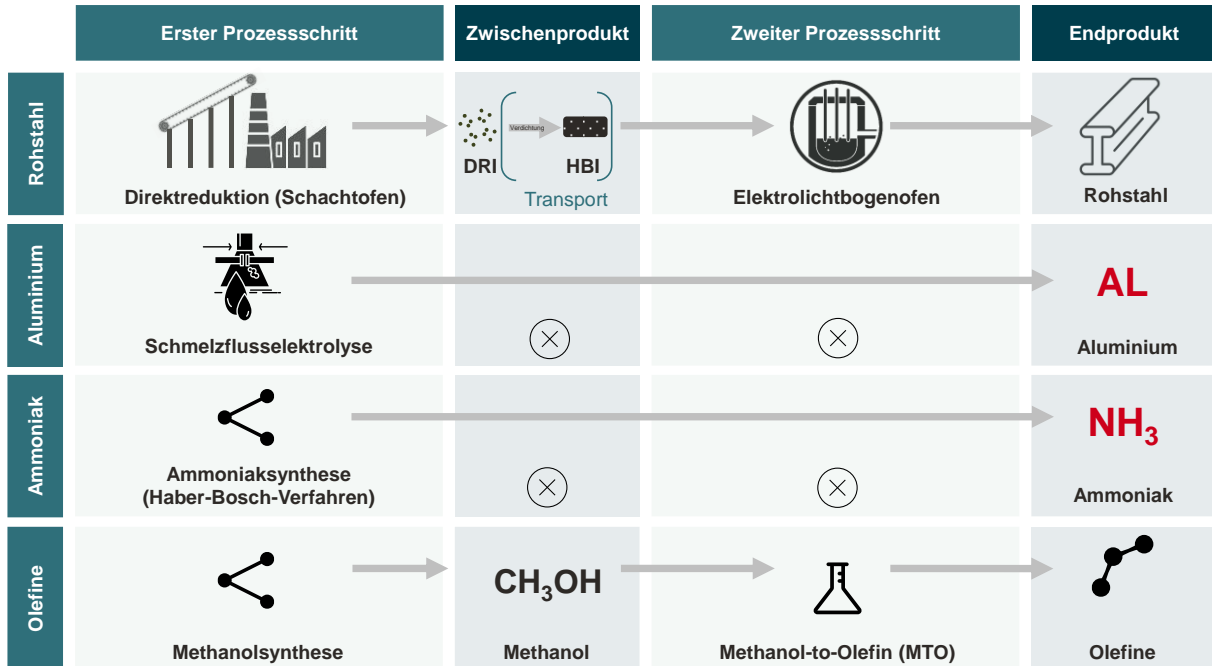 Erster Prozessschritt
Zwischenprodukt
Zweiter Prozessschritt
Endprodukt
Rohstahl
Direktreduktion (Schachtofen)
DRI
Verdichtung
HBI
Transport
Elektrolichtbogenofen
Rohstahl
Aluminium
Schmelzflusselektrolyse
AL
Aluminium
Ammoniak
Ammoniaksynthese
(Haber-Bosch-Verfahren)
NH₃
Ammoniak
Olefine
Methanolsynthese
CH₃OH
Methanol
Methanol-to-Olefin (MTO)
Olefine